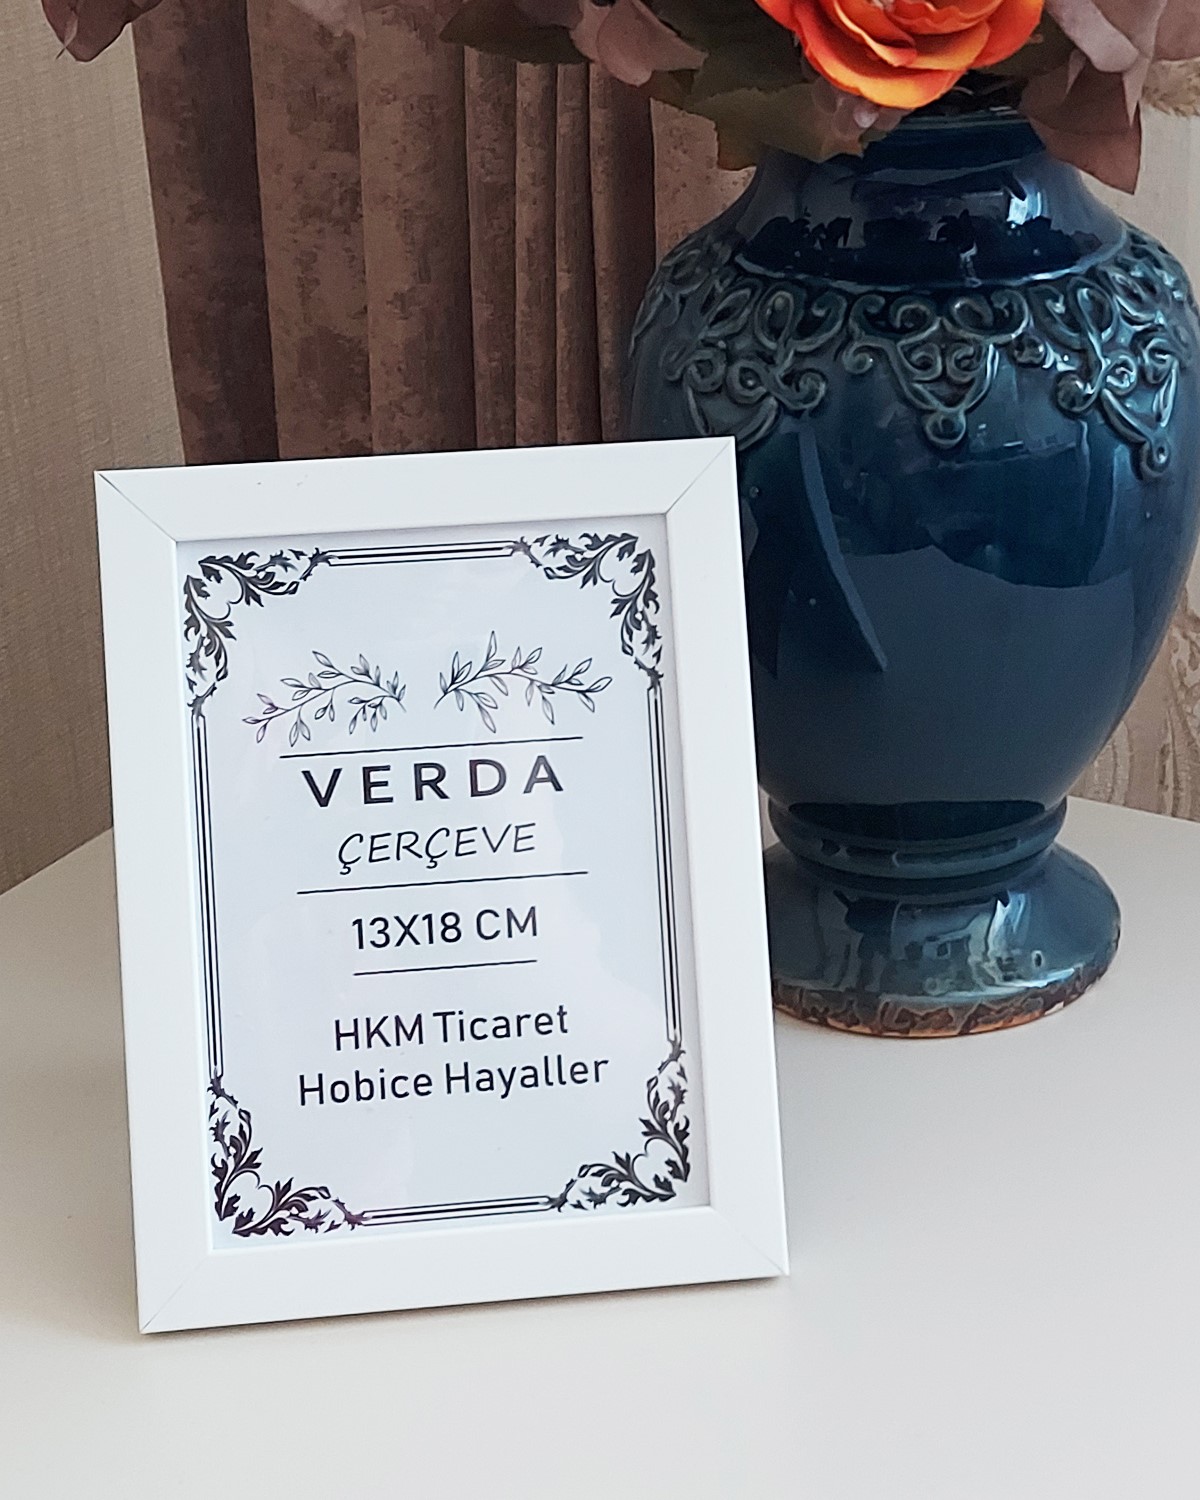 VERDA
ÇERÇEVE
13X18 CM
HKM Ticaret
Hobice Hayaller